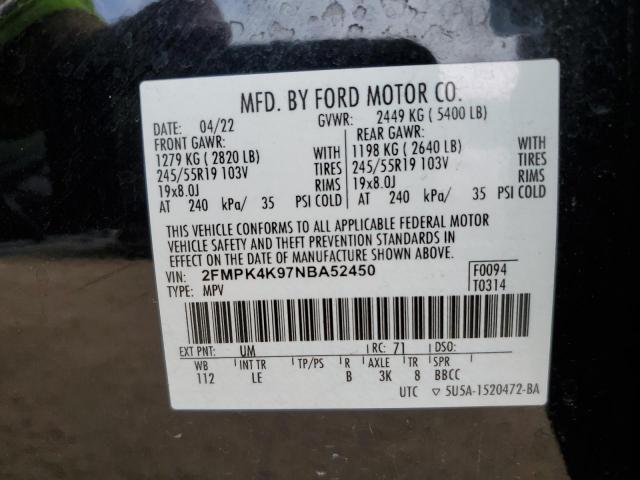 MFD. BY FORD MOTOR CO.
DATE: 04/22 GVWR: 2449 KG ( 5400 LB)
FRONT GAWR: REAR GAWR:
1279 KG ( 2820 LB) WITH 1198 KG ( 2640 LB) WITH
245/55R19 103V TIRES 245/55R19 103V TIRES
19x8.0J RIMS 19x8.0J RIMS
AT 240 kPa/ 35 PSI COLD AT 240 kPa/ 35 PSI COLD
THIS VEHICLE CONFORMS TO ALL APPLICABLE FEDERAL MOTOR
VEHICLE SAFETY AND THEFT PREVENTION STANDARDS IN
EFFECT ON THE DATE OF MANUFACTURE SHOWN ABOVE.
VIN: 2FMPK4K97NBA52450 F0094
TYPE: MPV T0314
EXT PNT: UM RC: 71 DSO:
WB INT TR TP/PS R AXLE TR SPR
112 LE B 3K 8 BBCC
UTC ▽ 5U5A-1520472-BA